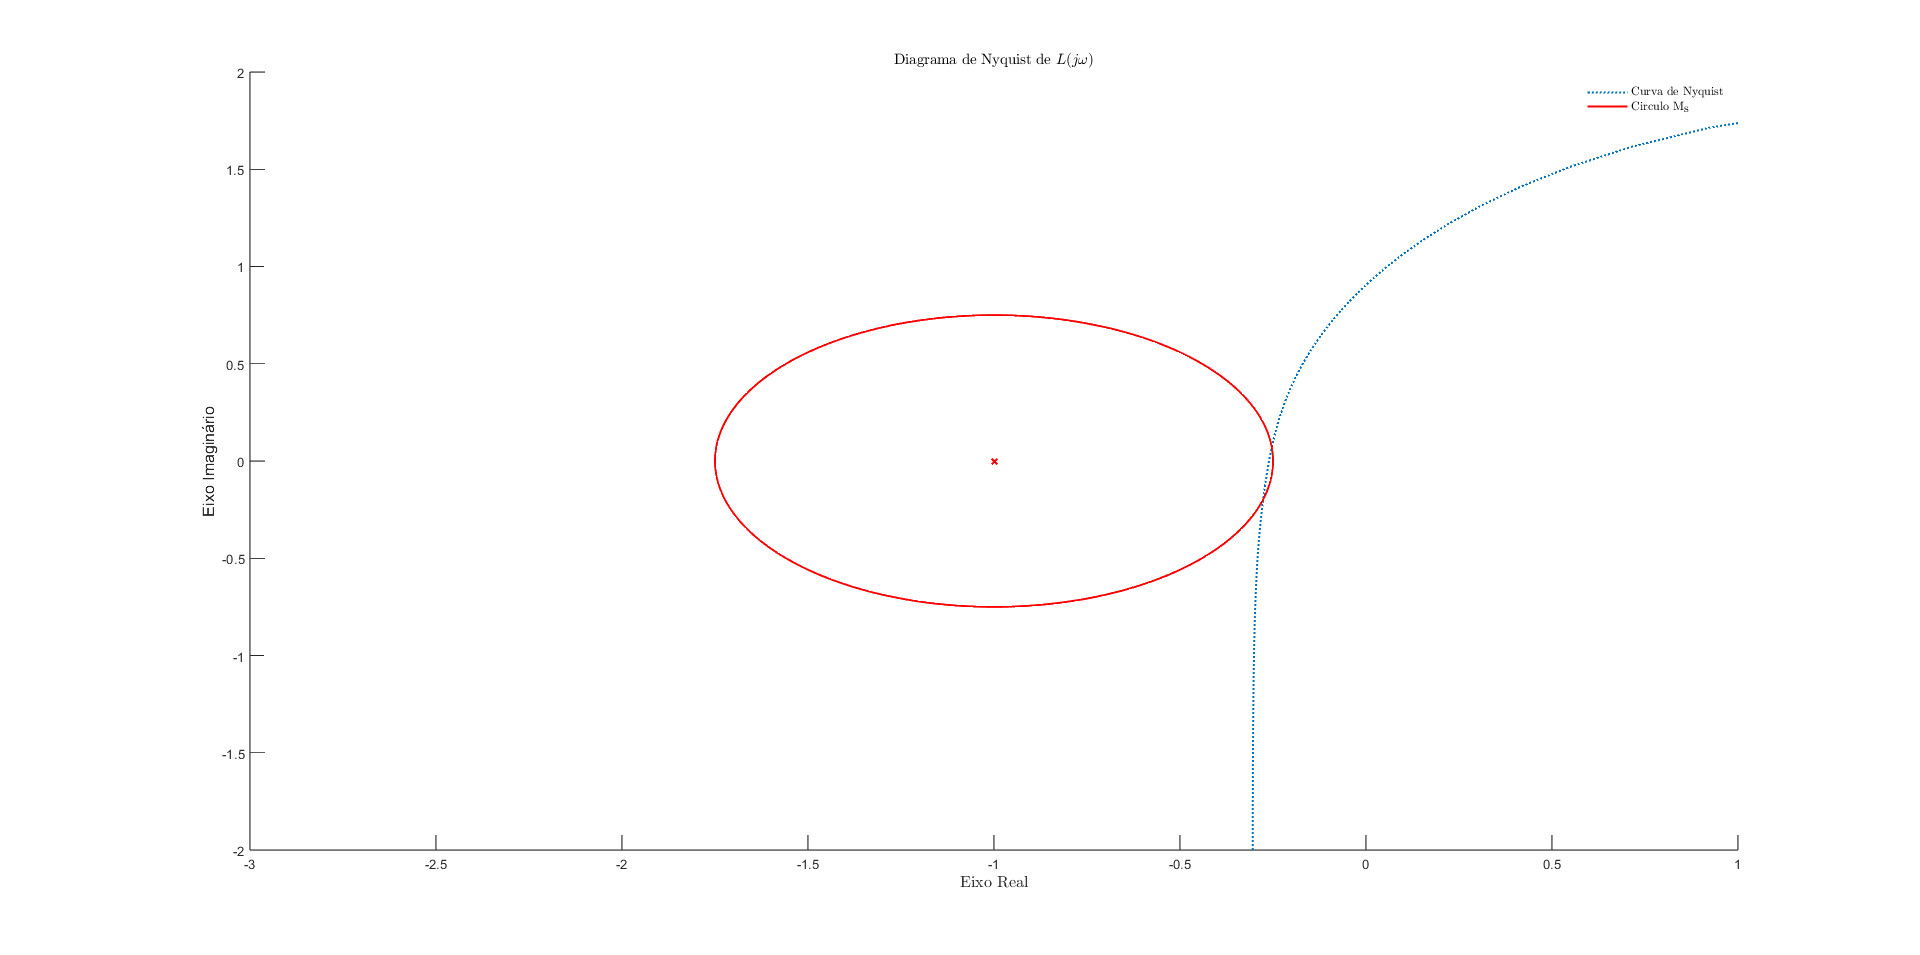 Diagrama de Nyquist de L(jω)
Curva de Nyquist
Circulo M_s
2
1.5
1
0.5
0
-0.5
-1
-1.5
-2
Eixo Imaginário
-3 -2.5 -2 -1.5 -1 -0.5 0 0.5 1
Eixo Real